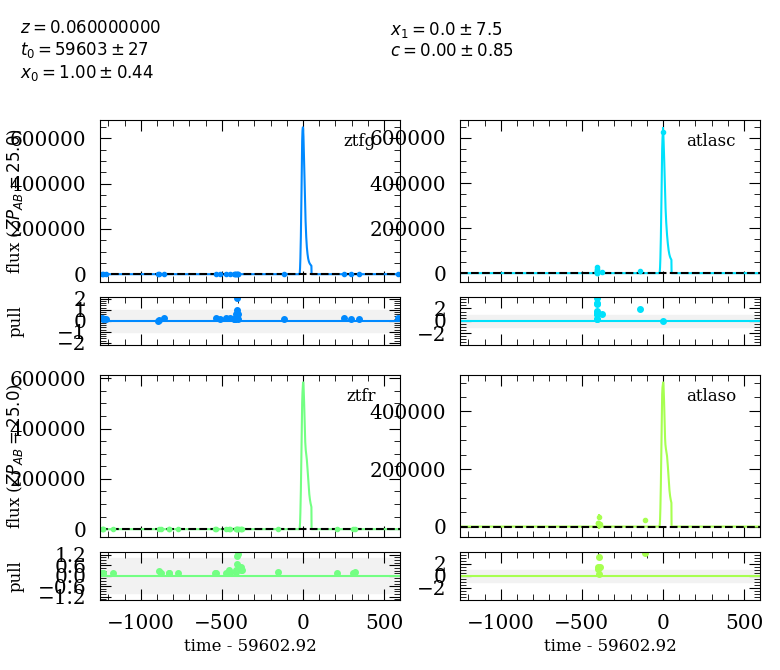 z = 0.060000000
t₀ = 59603 ± 27
x₀ = 1.00 ± 0.44
x₁ = 0.0 ± 7.5
c = 0.00 ± 0.85
ztfg
600000
400000
200000
0
flux (ZP_AB = 25.0)
atlasc
600000
400000
200000
0
pull
2
1
0
−1
−2
2
0
−2
ztfr
600000
400000
200000
0
flux (ZP_AB = 25.0)
atlaso
400000
200000
0
pull
1.2
0.6
0.0
−0.6
−1.2
2
0
−2
−1000 −500 0 500
time - 59602.92
−1000 −500 0 500
time - 59602.92